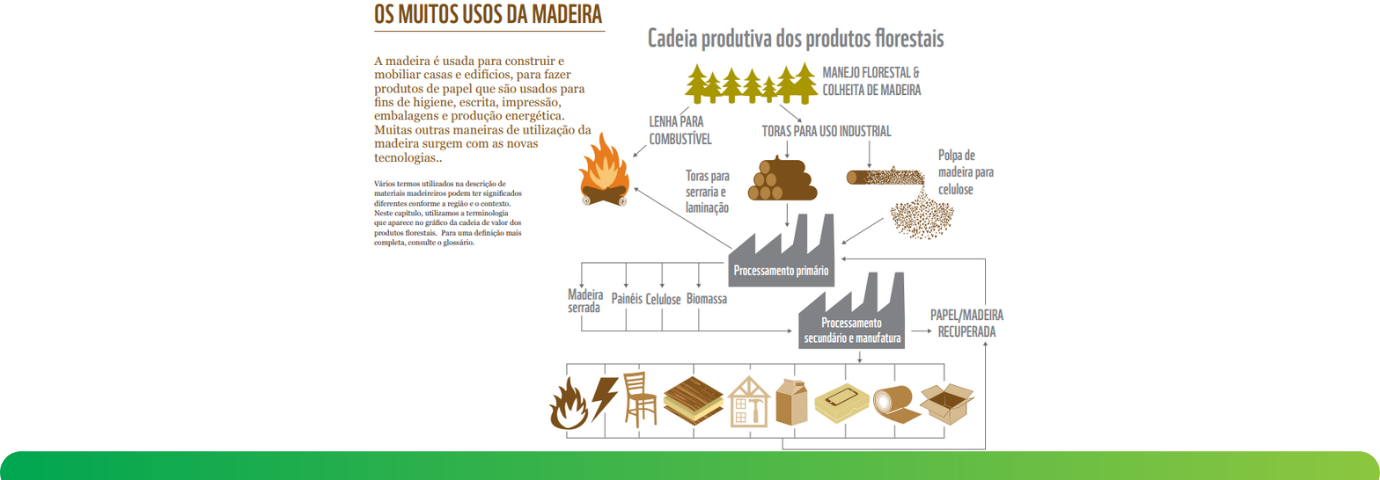 OS MUITOS USOS DA MADEIRA
A madeira é usada para construir e
mobiliar casas e edifícios, para fazer
produtos de papel que são usados para
fins de higiene, escrita, impressão,
embalagens e produção energética.
Muitas outras maneiras de utilização da
madeira surgem com as novas
tecnologias..
Vários termos utilizados na descrição de
materiais madeireiros podem ter significados
diferentes conforme a região e o contexto.
Neste capítulo, utilizamos a terminologia
que aparece no gráfico da cadeia de valor dos
produtos florestais. Para uma definição mais
completa, consulte o glossário.
Cadeia produtiva dos produtos florestais
MANEJO FLORESTAL &
COLHEITA DE MADEIRA
LENHA PARA
COMBUSTÍVEL
TORAS PARA USO INDUSTRIAL
Toras para
serraria e
laminação
Polpa de
madeira para
celulose
Processamento primário
Madeira
serrada
Painéis
Celulose
Biomassa
Processamento
secundário e manufatura
PAPEL/MADEIRA
RECUPERADA